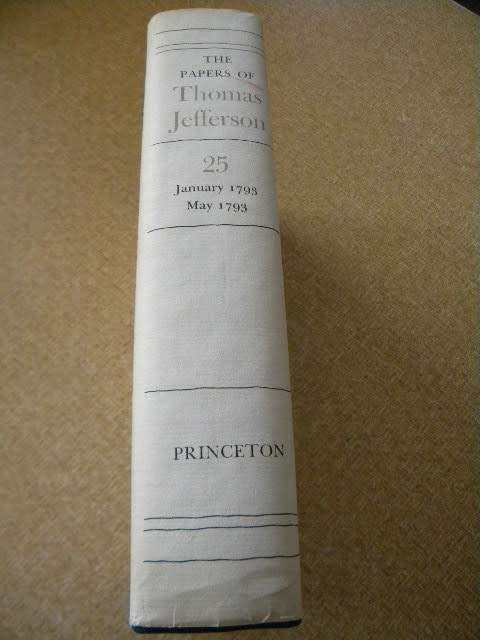 THE
PAPERS OF
Thomas
Jefferson
25
January 1793
May 1793
PRINCETON